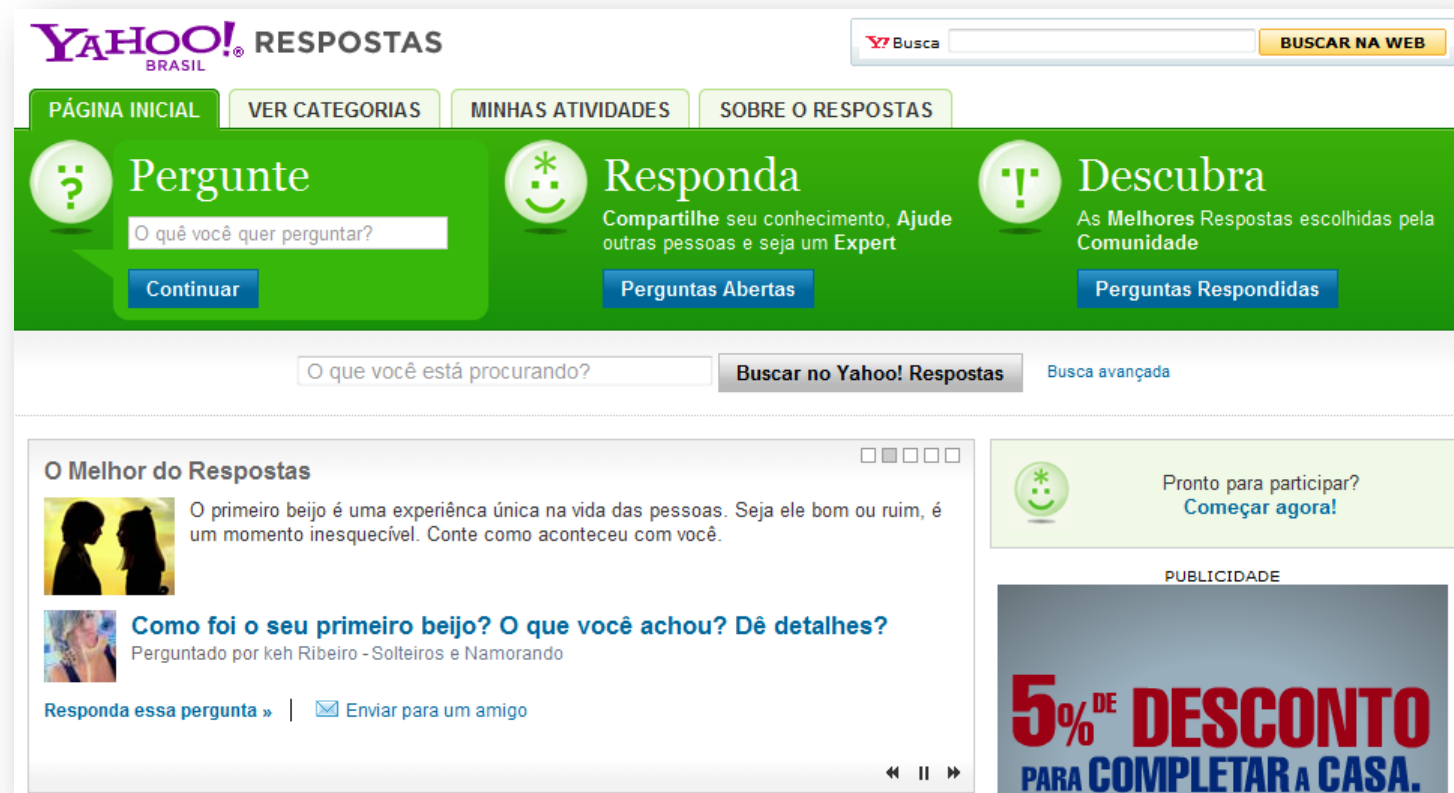 YAHOO!® RESPOSTAS
BRASIL
Y7 Busca
BUSCAR NA WEB
PÁGINA INICIAL
VER CATEGORIAS
MINHAS ATIVIDADES
SOBRE O RESPOSTAS
Pergunte
O quê você quer perguntar?
Continuar
Responda
Compartilhe seu conhecimento, Ajude
outras pessoas e seja um Expert
Perguntas Abertas
Descubra
As Melhores Respostas escolhidas pela
Comunidade
Perguntas Respondidas
O que você está procurando?
Buscar no Yahoo! Respostas
Busca avançada
O Melhor do Respostas
O primeiro beijo é uma experiênca única na vida das pessoas. Seja ele bom ou ruim, é
um momento inesquecível. Conte como aconteceu com você.
Como foi o seu primeiro beijo? O que você achou? Dê detalhes?
Perguntado por keh Ribeiro - Solteiros e Namorando
Responda essa pergunta »
Enviar para um amigo
Pronto para participar?
Começar agora!
PUBLICIDADE
5% DE DESCONTO
PARA COMPLETAR A CASA.